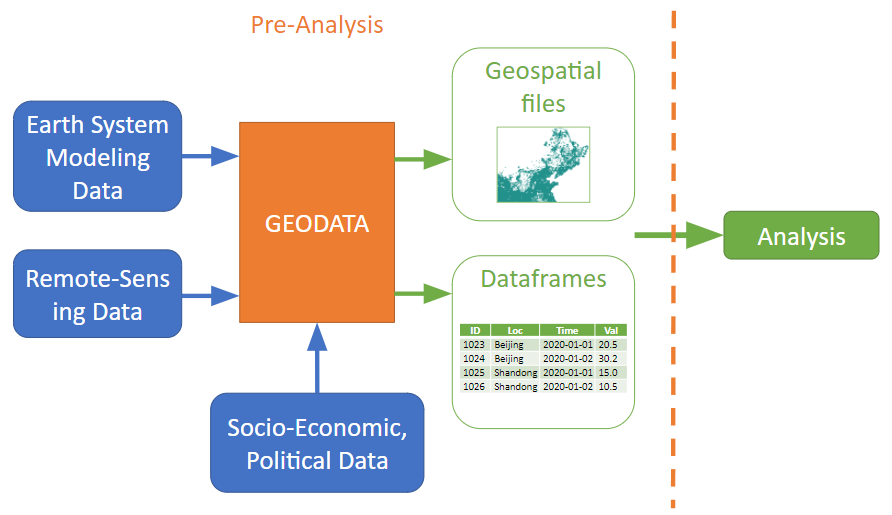 Pre-Analysis
Earth System
Modeling
Data
Remote-Sens
ing Data
GEODATA
Socio-Economic,
Political Data
Geospatial
files
Dataframes
ID Loc Time Val
1023 Beijing 2020-01-01 20.5
1024 Beijing 2020-01-02 30.2
1025 Shandong 2020-01-01 15.0
1026 Shandong 2020-01-02 10.5
Analysis